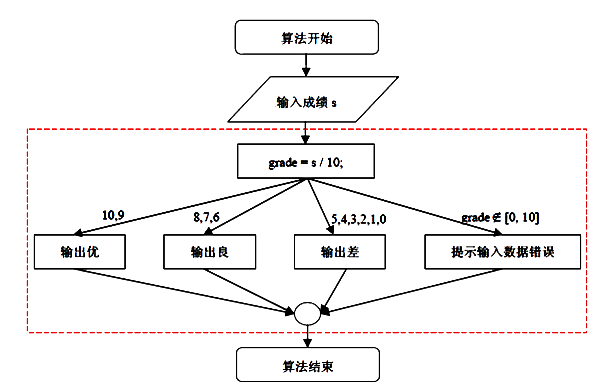 算法开始
输入成绩 s
grade = s / 10;
10,9
8,7,6
5,4,3,2,1,0
grade∉ [0, 10]
输出优
输出良
输出差
提示输入数据错误
算法结束